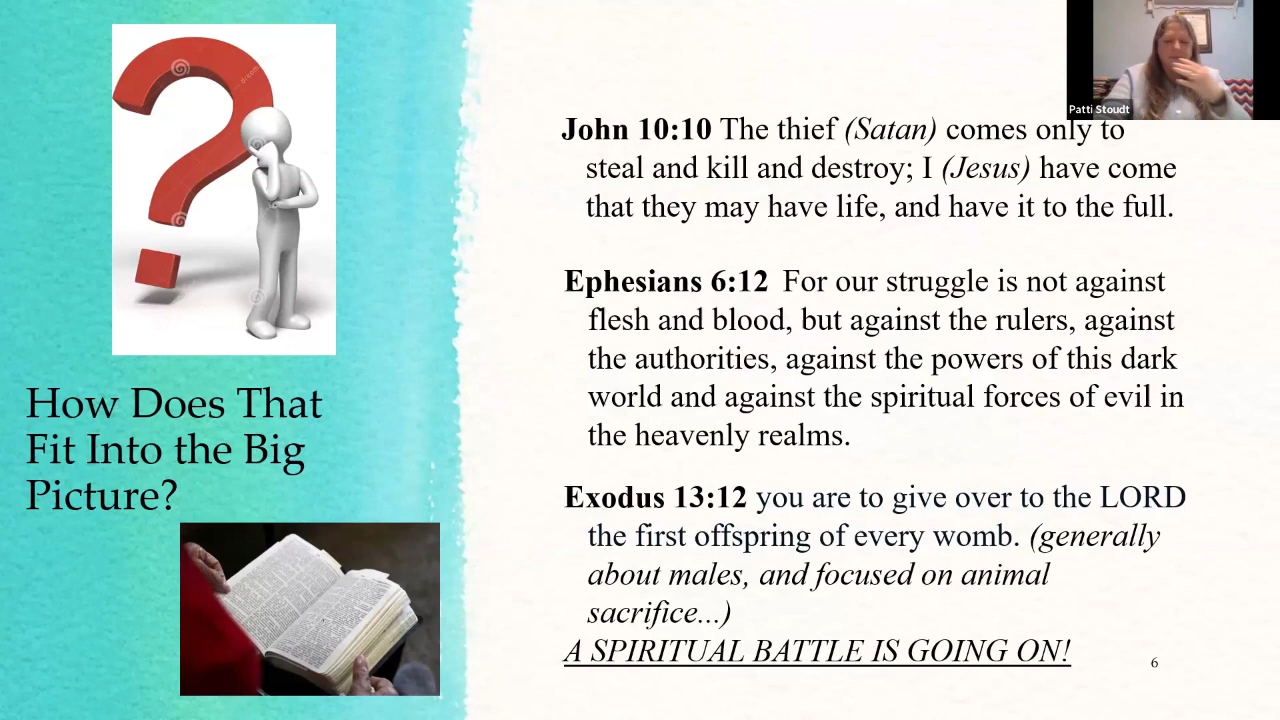 Patti Stoudt
John 10:10 The thief (Satan) comes only to
steal and kill and destroy; I (Jesus) have come
that they may have life, and have it to the full.
Ephesians 6:12 For our struggle is not against
flesh and blood, but against the rulers, against
the authorities, against the powers of this dark
world and against the spiritual forces of evil in
the heavenly realms.
Exodus 13:12 you are to give over to the LORD
the first offspring of every womb. (generally
about males, and focused on animal
sacrifice...)
A SPIRITUAL BATTLE IS GOING ON!
How Does That
Fit Into the Big
Picture?
6